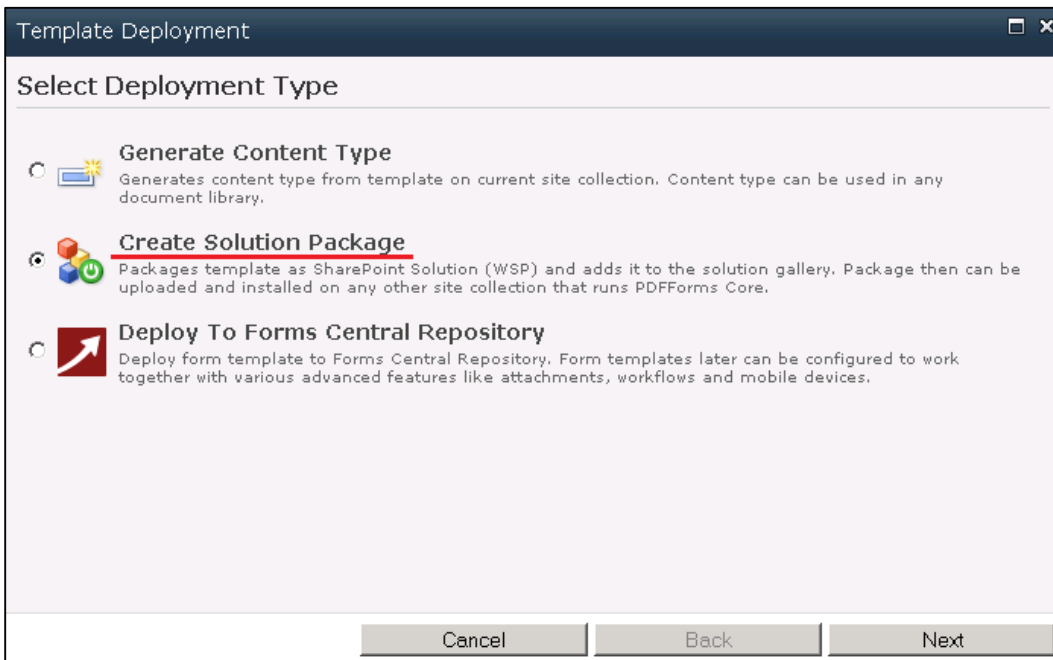 Template Deployment
Select Deployment Type
Generate Content Type
Generates content type from template on current site collection. Content type can be used in any
document library.
Create Solution Package
Packages template as SharePoint Solution (WSP) and adds it to the solution gallery. Package then can be
uploaded and installed on any other site collection that runs PDFForms Core.
Deploy To Forms Central Repository
Deploy form template to Forms Central Repository. Form templates later can be configured to work
together with various advanced features like attachments, workflows and mobile devices.
Cancel Back Next